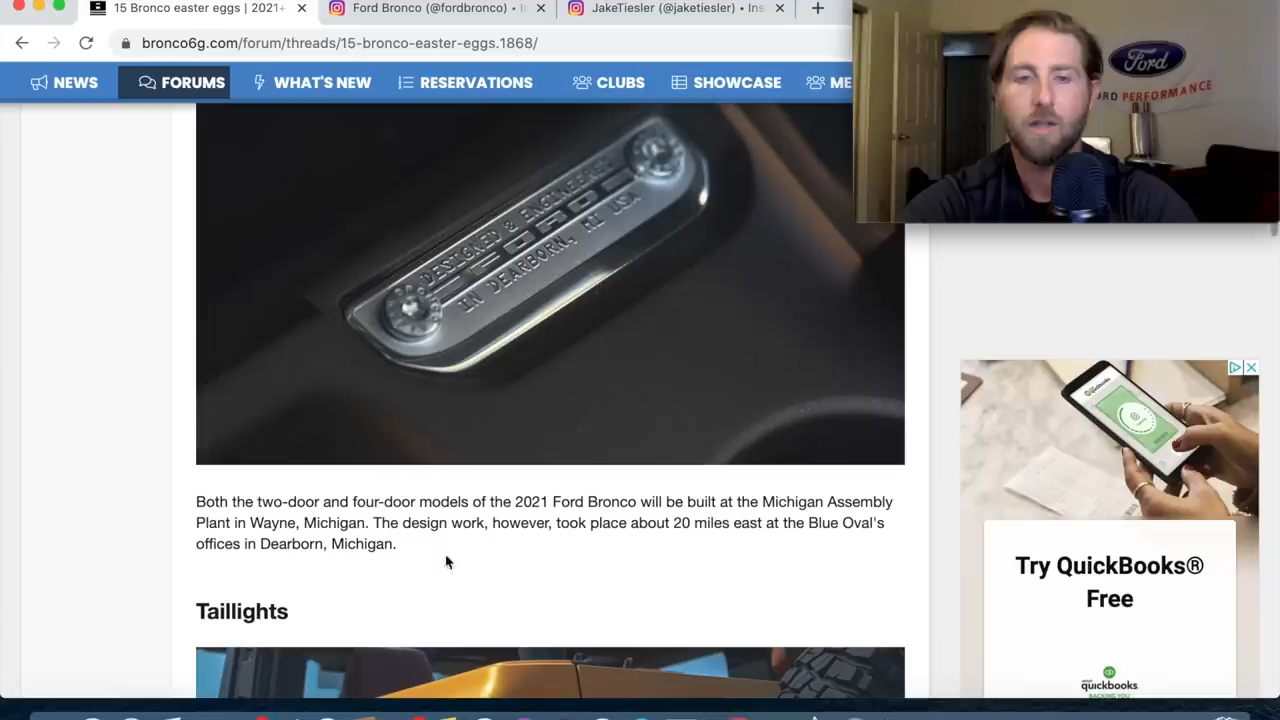 15 Bronco easter eggs | 2021+
Ford Bronco (@fordbronco) • In
JakeTiesler (@jaketiesler) • Ins
bronco6g.com/forum/threads/15-bronco-easter-eggs.1868/
NEWS
FORUMS
WHAT'S NEW
RESERVATIONS
CLUBS
SHOWCASE
ME
Ford
RD PERFORMANCE
DESIGNED & ENGINEERED
IN DEARBORN, MI USA
Both the two-door and four-door models of the 2021 Ford Bronco will be built at the Michigan Assembly
Plant in Wayne, Michigan. The design work, however, took place about 20 miles east at the Blue Oval's
offices in Dearborn, Michigan.
Taillights
Try QuickBooks®
Free
quickbooks